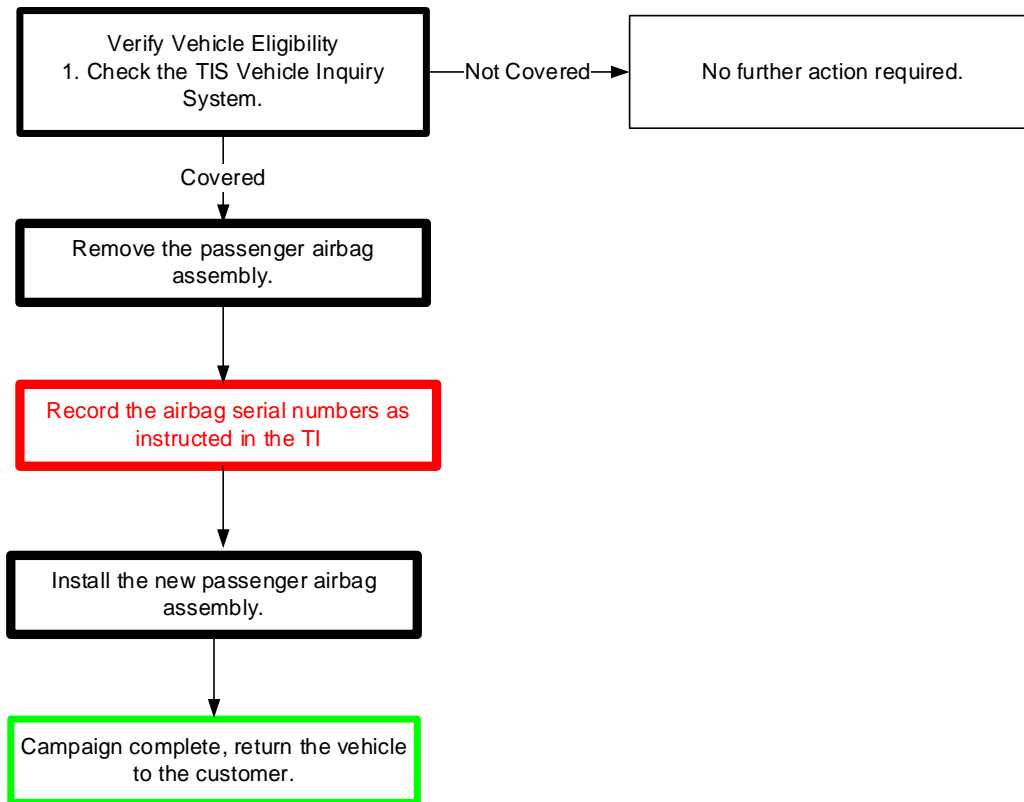 Verify Vehicle Eligibility
1. Check the TIS Vehicle Inquiry
System.
Not Covered
No further action required.
Covered
Remove the passenger airbag
assembly.
Record the airbag serial numbers as
instructed in the TI
Install the new passenger airbag
assembly.
Campaign complete, return the vehicle
to the customer.